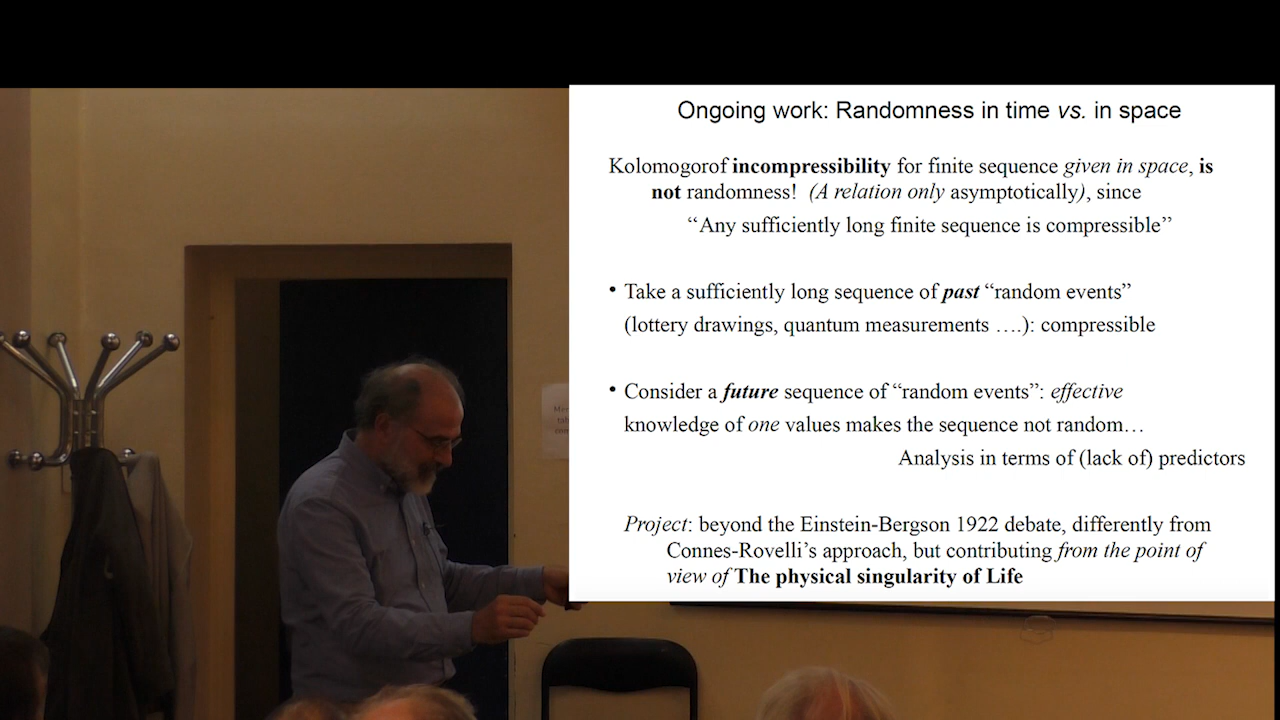 Ongoing work: Randomness in time vs. in space
Kolomogorof incompressibility for finite sequence given in space, is
not randomness! (A relation only asymptotically), since
“Any sufficiently long finite sequence is compressible”
• Take a sufficiently long sequence of past “random events”
(lottery drawings, quantum measurements ….): compressible
• Consider a future sequence of “random events”: effective
knowledge of one values makes the sequence not random…
Analysis in terms of (lack of) predictors
Project: beyond the Einstein-Bergson 1922 debate, differently from
Connes-Rovelli’s approach, but contributing from the point of
view of The physical singularity of Life